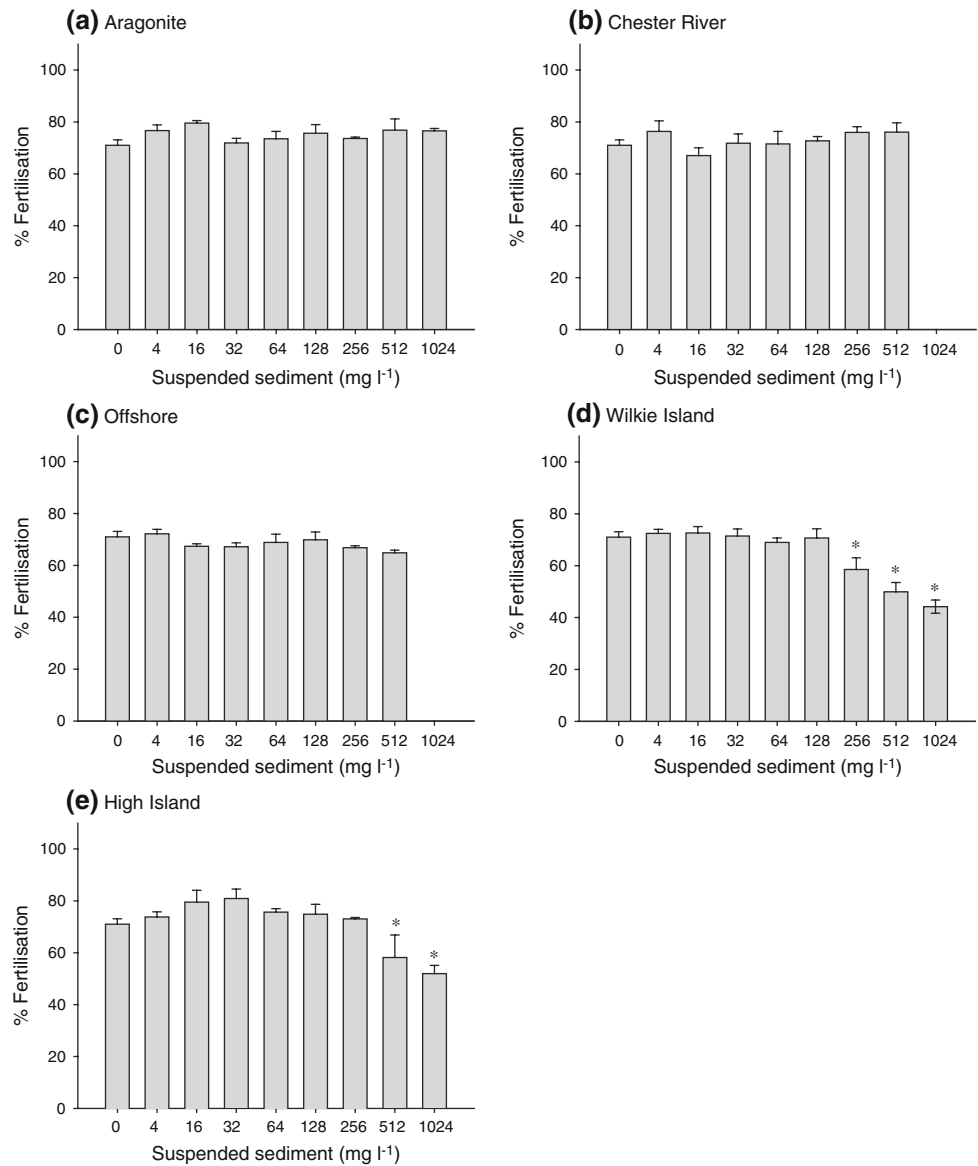 (a) Aragonite
100
80
60
40
20
0
% Fertilisation
0 4 16 32 64 128 256 512 1024
Suspended sediment (mg l⁻¹)
(b) Chester River
100
80
60
40
20
0
% Fertilisation
0 4 16 32 64 128 256 512 1024
Suspended sediment (mg l⁻¹)
(c) Offshore
100
80
60
40
20
0
% Fertilisation
0 4 16 32 64 128 256 512 1024
Suspended sediment (mg l⁻¹)
(d) Wilkie Island
100
80
60
40
20
0
% Fertilisation
* * *
0 4 16 32 64 128 256 512 1024
Suspended sediment (mg l⁻¹)
(e) High Island
100
80
60
40
20
0
% Fertilisation
* *
0 4 16 32 64 128 256 512 1024
Suspended sediment (mg l⁻¹)